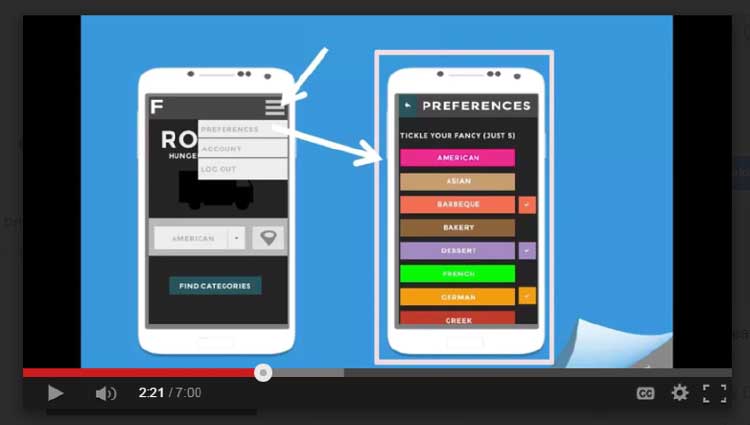 F
PREFERENCES
RO
HUNGE
ACCOUNT
LOG OUT
AMERICAN
FIND CATEGORIES
PREFERENCES
TICKLE YOUR FANCY (JUST 5)
AMERICAN
ASIAN
BARBEQUE
BAKERY
DESSERT
FRENCH
GERMAN
GREEK
2:21 / 7:00
CC